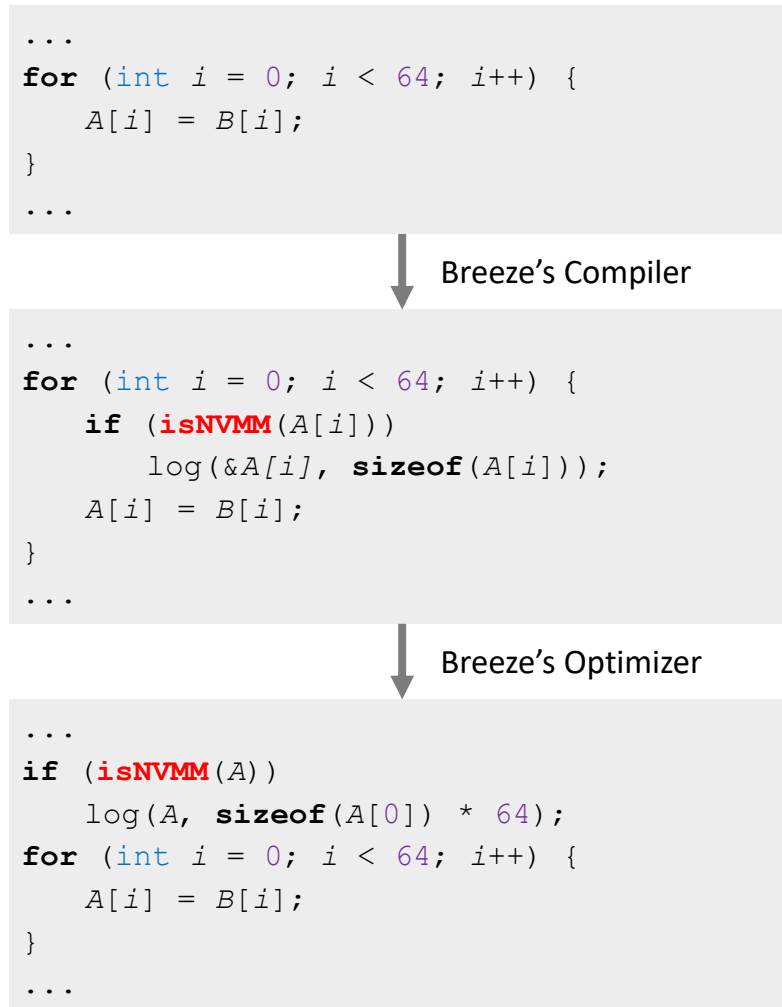 ...
for (int i = 0; i < 64; i++) {
A[i] = B[i];
}
...
Breeze’s Compiler
...
for (int i = 0; i < 64; i++) {
if (isNVMM(A[i]))
log(&A[i], sizeof(A[i]));
A[i] = B[i];
}
...
Breeze’s Optimizer
...
if (isNVMM(A))
log(A, sizeof(A[0]) * 64);
for (int i = 0; i < 64; i++) {
A[i] = B[i];
}
...